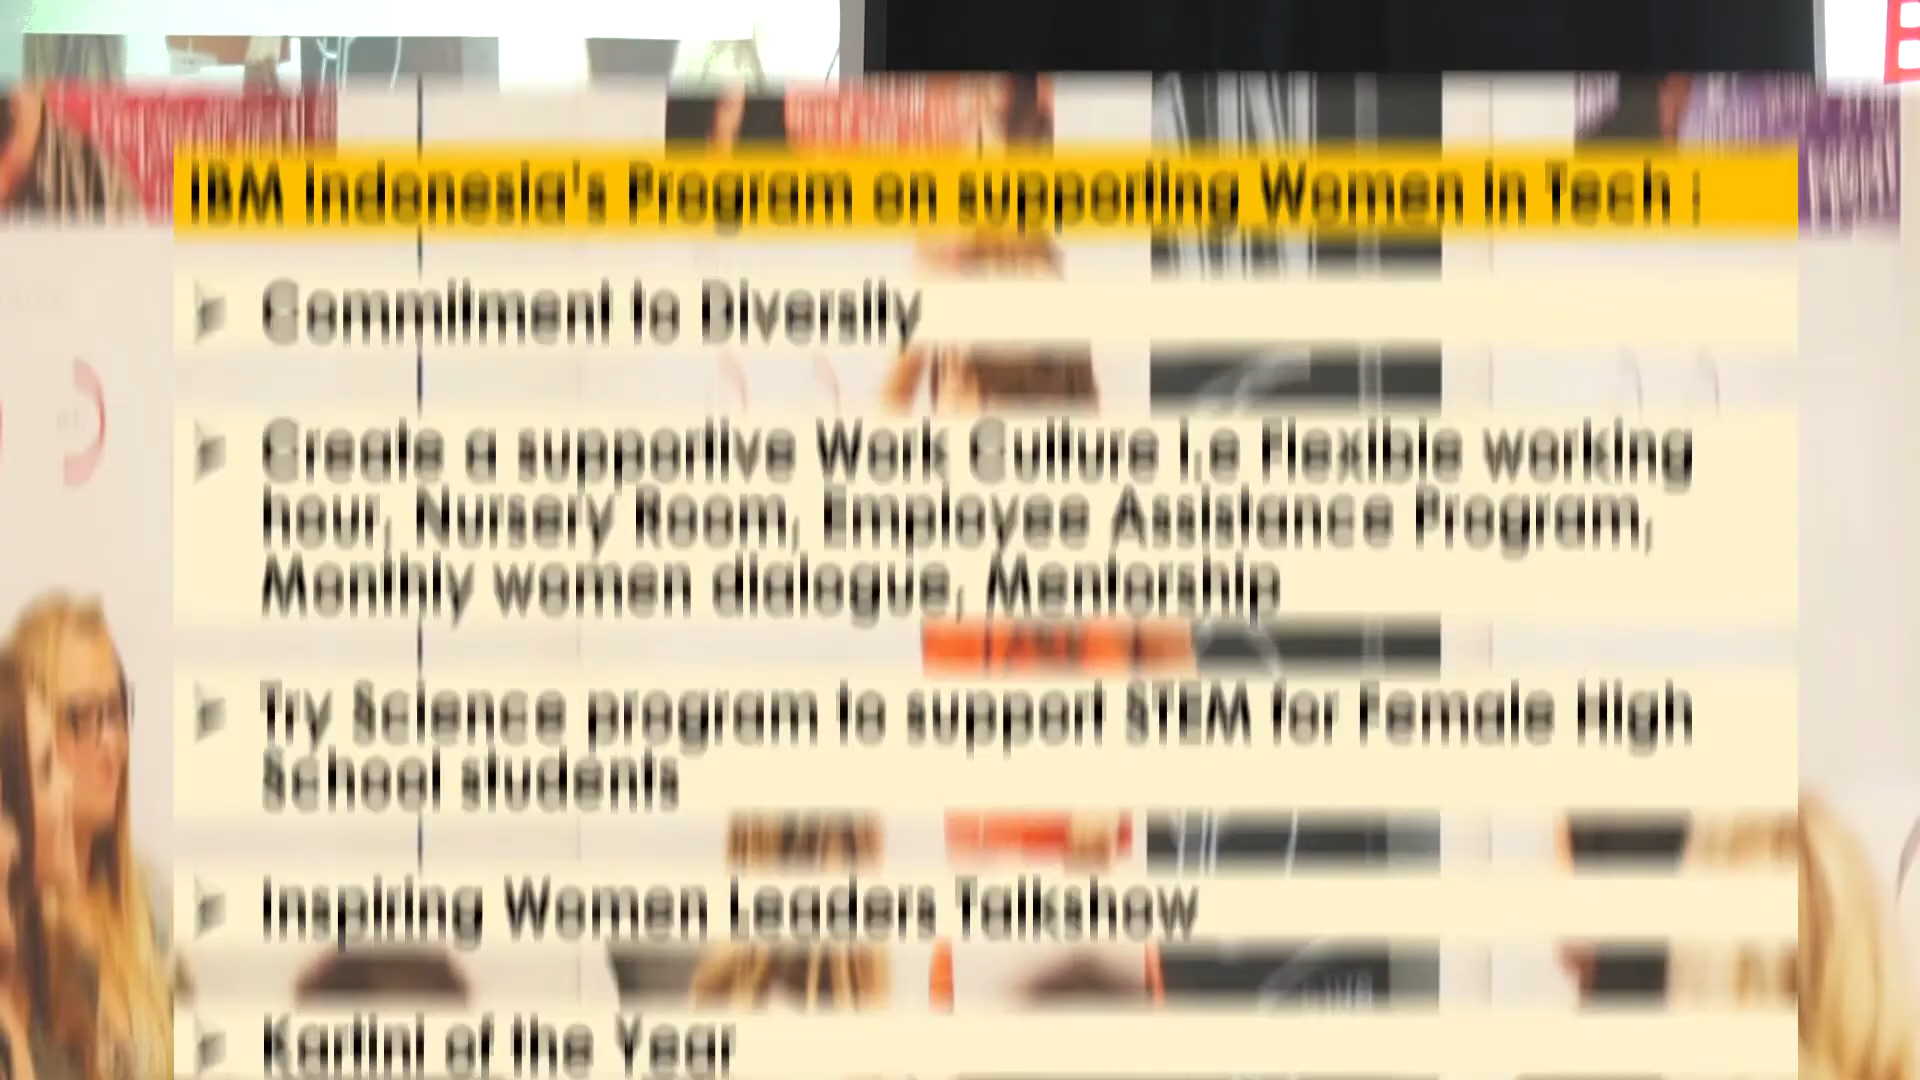 IBM Indonesia's Program on supporting Women in Tech :
Commitment to Diversity
Create a supportive Work Culture i.e Flexible working
hour, Nursery Room, Employee Assistance Program,
Monthly women dialogue, Mentorship
Try Science program to support STEM for Female High
School students
Inspiring Women Leaders Talkshow
Kartini of the Year